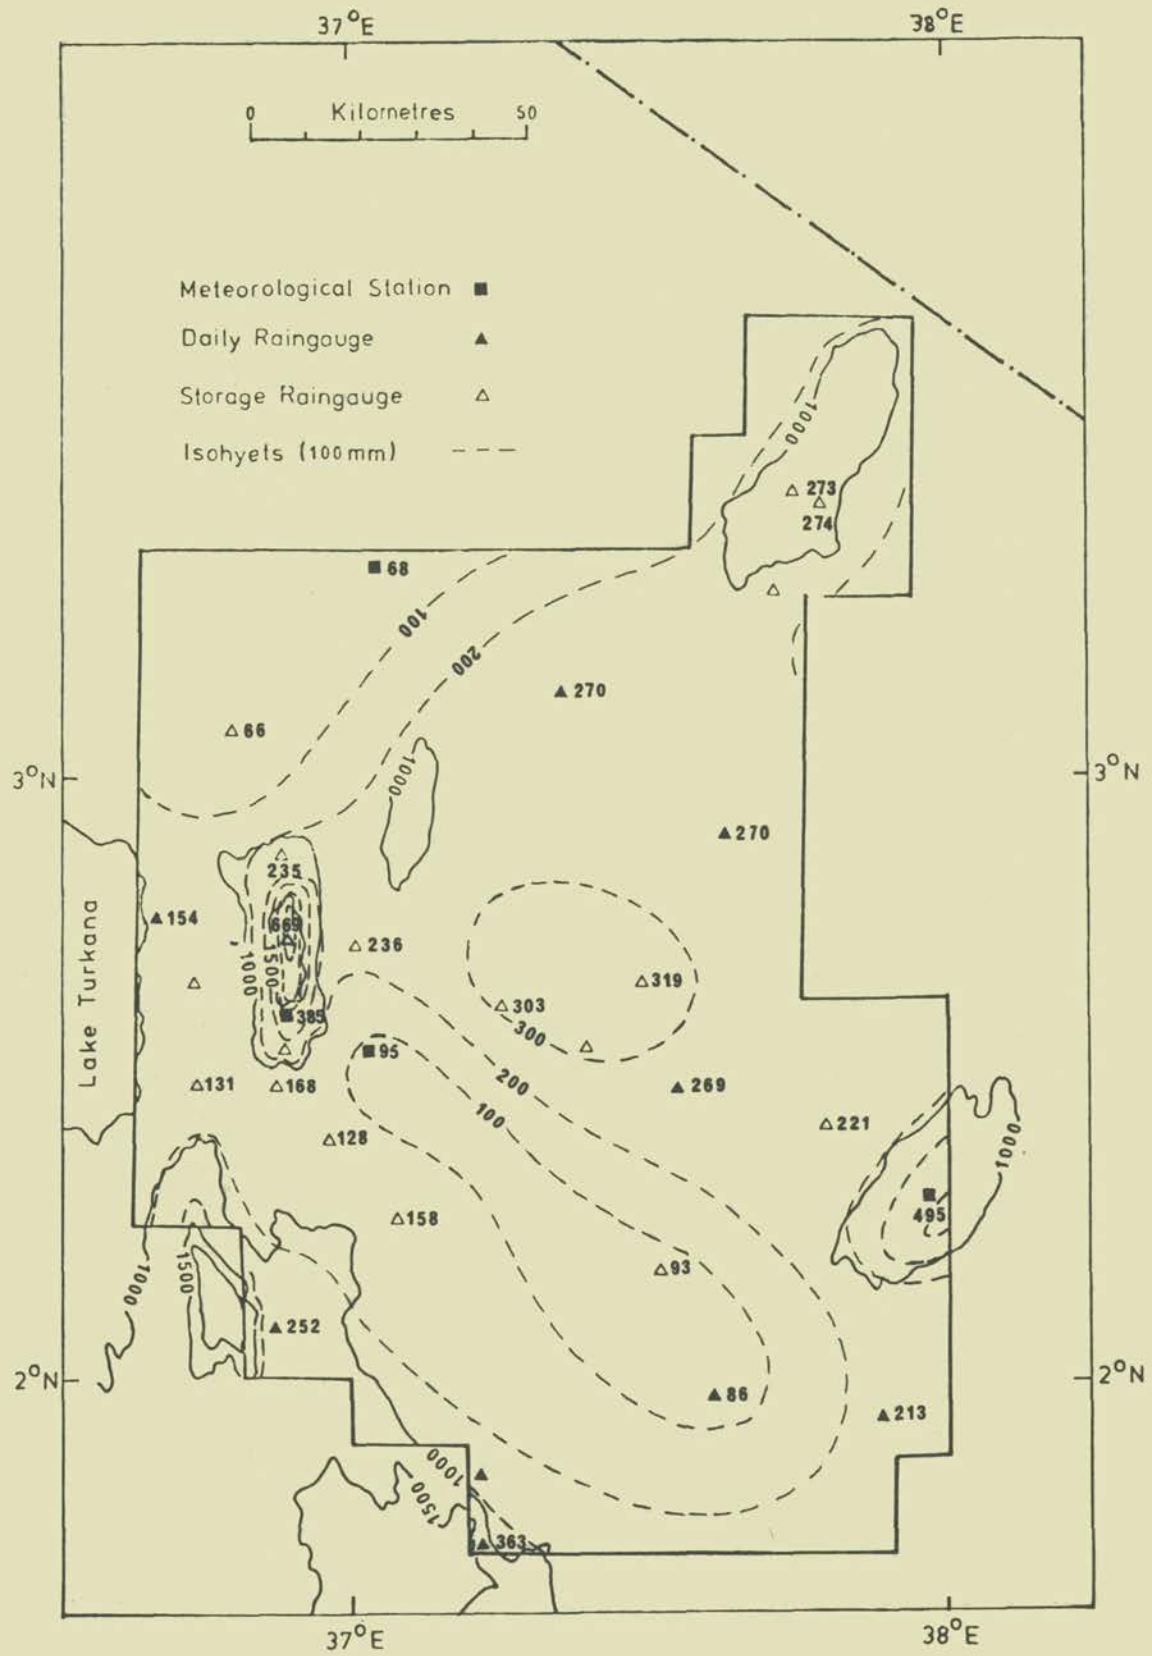 37°E
38°E
0 Kilometres 50
Meteorological Station
Daily Raingauge
Storage Raingauge
Isohyets (100mm)
1000
273
274
68
100
200
270
66
3°N
3°N
1000
270
235
154
669
236
1000
1500
319
303
385
300
Lake Turkana
95
131
168
200
269
100
221
128
1000
495
158
93
1000
1500
252
2°N
2°N
86
213
1000
1500
363
37°E
38°E